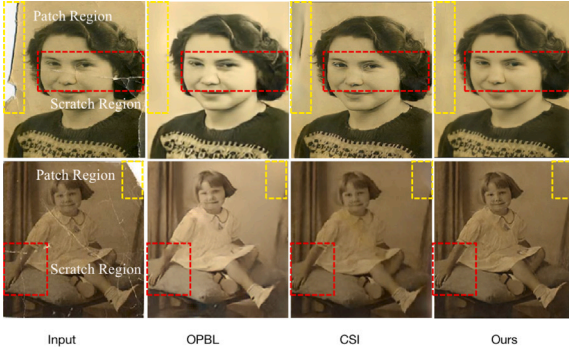 Patch Region
Scratch Region
Patch Region
Scratch Region
Input
OPBL
CSI
Ours